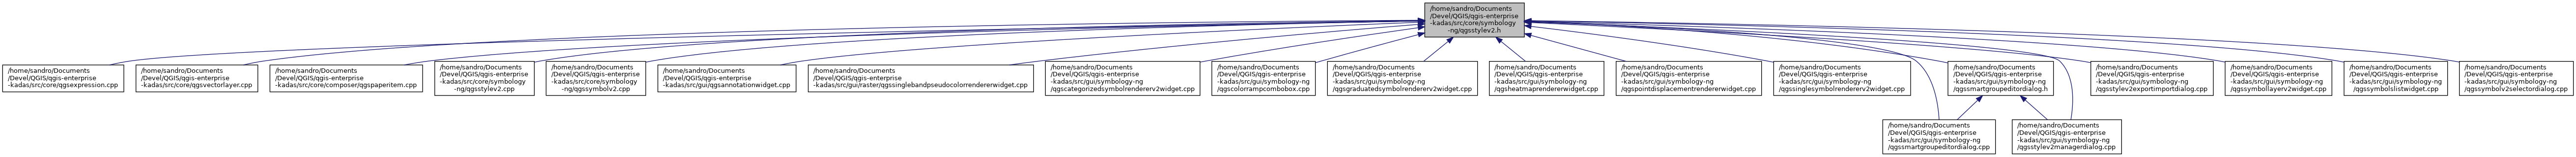 /home/sandro/Documents
/Devel/QGIS/qgis-enterprise
-kadas/src/core/symbology
-ng/qgsstylev2.h
/home/sandro/Documents
/Devel/QGIS/qgis-enterprise
-kadas/src/core/qgsexpression.cpp
/home/sandro/Documents
/Devel/QGIS/qgis-enterprise
-kadas/src/core/qgsvectorlayer.cpp
/home/sandro/Documents
/Devel/QGIS/qgis-enterprise
-kadas/src/core/composer/qgspaperitem.cpp
/home/sandro/Documents
/Devel/QGIS/qgis-enterprise
-kadas/src/core/symbology
-ng/qgsstylev2.cpp
/home/sandro/Documents
/Devel/QGIS/qgis-enterprise
-kadas/src/core/symbology
-ng/qgssymbolv2.cpp
/home/sandro/Documents
/Devel/QGIS/qgis-enterprise
-kadas/src/gui/qgsannotationwidget.cpp
/home/sandro/Documents
/Devel/QGIS/qgis-enterprise
-kadas/src/gui/raster/qgssinglebandpseudocolorrendererwidget.cpp
/home/sandro/Documents
/Devel/QGIS/qgis-enterprise
-kadas/src/gui/symbology-ng
/qgscategorizedsymbolrendererv2widget.cpp
/home/sandro/Documents
/Devel/QGIS/qgis-enterprise
-kadas/src/gui/symbology-ng
/qgscolorrampcombobox.cpp
/home/sandro/Documents
/Devel/QGIS/qgis-enterprise
-kadas/src/gui/symbology-ng
/qgsgraduatedsymbolrendererv2widget.cpp
/home/sandro/Documents
/Devel/QGIS/qgis-enterprise
-kadas/src/gui/symbology-ng
/qgsheatmaprendererwidget.cpp
/home/sandro/Documents
/Devel/QGIS/qgis-enterprise
-kadas/src/gui/symbology-ng
/qgspointdisplacementrendererwidget.cpp
/home/sandro/Documents
/Devel/QGIS/qgis-enterprise
-kadas/src/gui/symbology-ng
/qgssinglesymbolrendererv2widget.cpp
/home/sandro/Documents
/Devel/QGIS/qgis-enterprise
-kadas/src/gui/symbology-ng
/qgssmartgroupeditordialog.h
/home/sandro/Documents
/Devel/QGIS/qgis-enterprise
-kadas/src/gui/symbology-ng
/qgsstylev2exportimportdialog.cpp
/home/sandro/Documents
/Devel/QGIS/qgis-enterprise
-kadas/src/gui/symbology-ng
/qgssymbollayerv2widget.cpp
/home/sandro/Documents
/Devel/QGIS/qgis-enterprise
-kadas/src/gui/symbology-ng
/qgssymbolslistwidget.cpp
/home/sandro/Documents
/Devel/QGIS/qgis-enterprise
-kadas/src/gui/symbology-ng
/qgssymbolv2selectordialog.cpp
/home/sandro/Documents
/Devel/QGIS/qgis-enterprise
-kadas/src/gui/symbology-ng
/qgssmartgroupeditordialog.cpp
/home/sandro/Documents
/Devel/QGIS/qgis-enterprise
-kadas/src/gui/symbology-ng
/qgsstylev2managerdialog.cpp